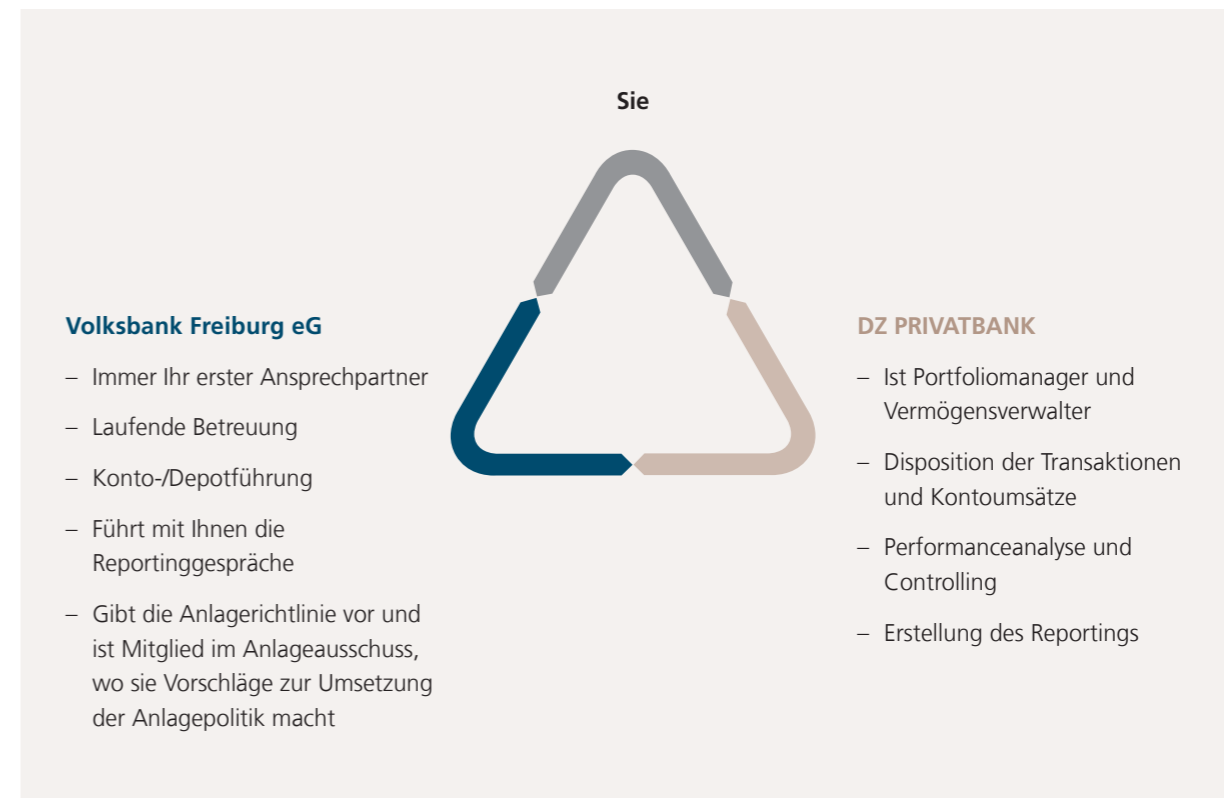 Sie
Volksbank Freiburg eG
– Immer Ihr erster Ansprechpartner
– Laufende Betreuung
– Konto-/Depotführung
– Führt mit Ihnen die
Reportinggespräche
– Gibt die Anlagerichtlinie vor und
ist Mitglied im Anlageausschuss,
wo sie Vorschläge zur Umsetzung
der Anlagepolitik macht
DZ PRIVATBANK
– Ist Portfoliomanager und
Vermögensverwalter
– Disposition der Transaktionen
und Kontoumsätze
– Performanceanalyse und
Controlling
– Erstellung des Reportings